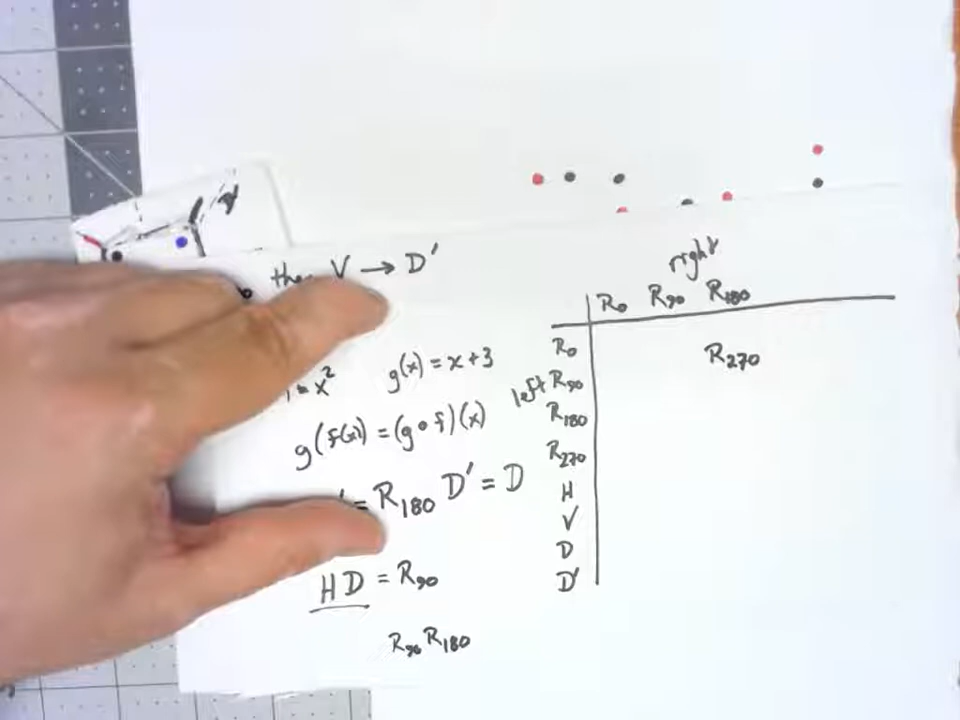 D'
then V → D'
= x² g(x) = x + 3
g(f(x)) = (g ∘ f)(x)
' = R₁₈₀ D' = D
HD = R₉₀
R₉₀ R₁₈₀
right
R₀ R₉₀ R₁₈₀
R₀ R₂₇₀
left R₉₀
R₁₈₀
R₂₇₀
H
V
D
D'